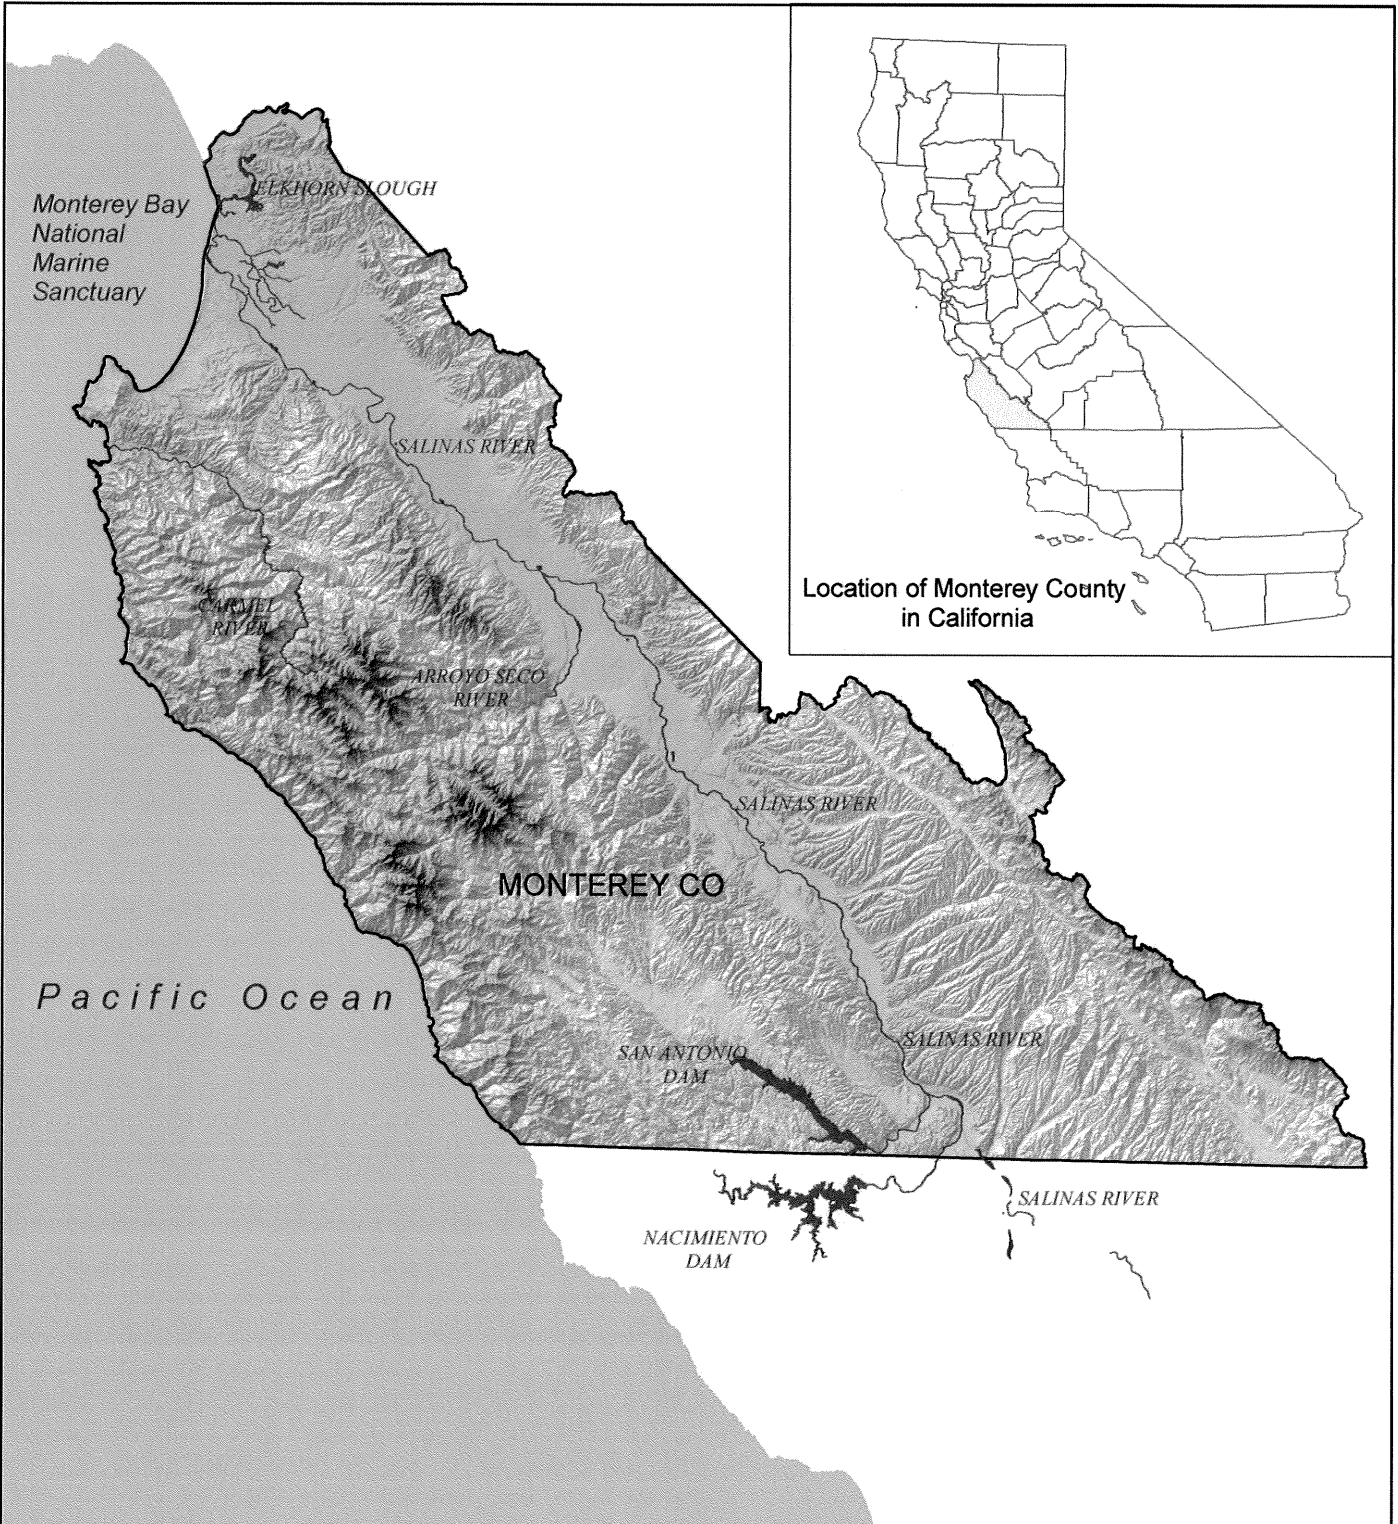 ELKHORN SLOUGH
Monterey Bay
National
Marine
Sanctuary
SALINAS RIVER
Location of Monterey County
in California
CARMEL
RIVER
ARROYO SECO
RIVER
SALINAS RIVER
MONTEREY CO
Pacific Ocean
SALINAS RIVER
SAN ANTONIO
DAM
SALINAS RIVER
NACIMIENTO
DAM